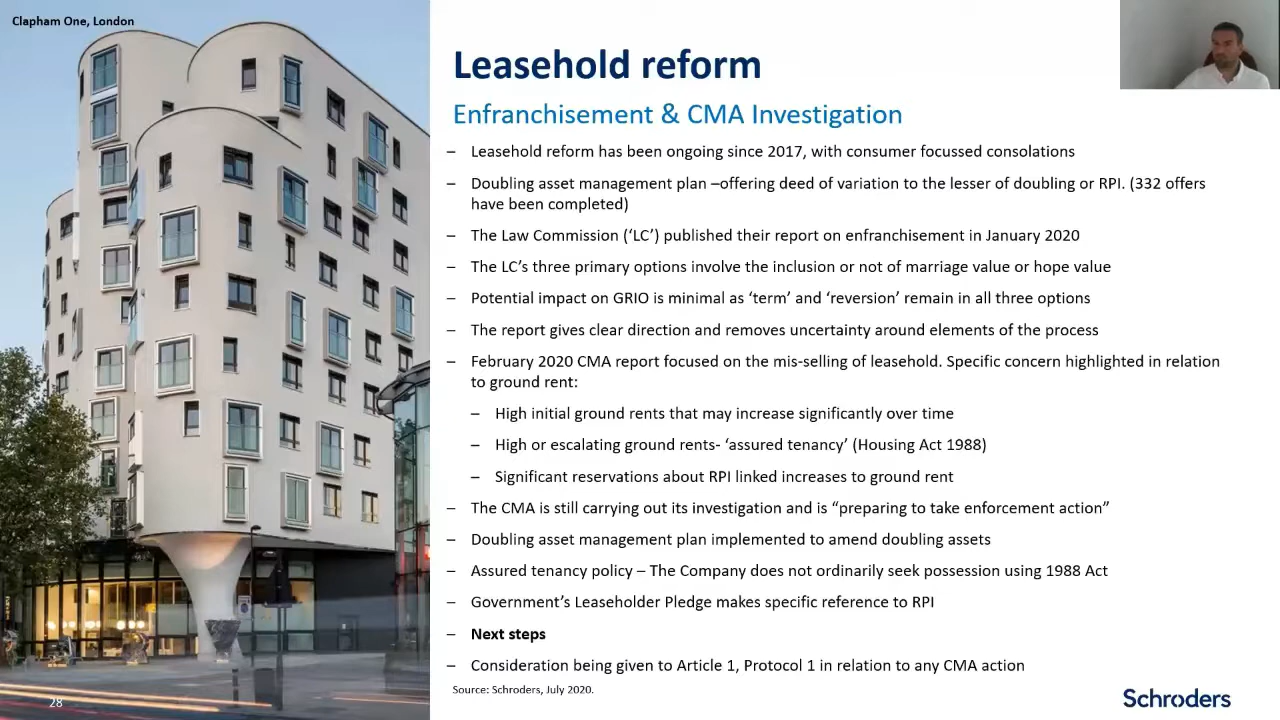 Clapham One, London
Leasehold reform
Enfranchisement & CMA Investigation
– Leasehold reform has been ongoing since 2017, with consumer focussed consolations
– Doubling asset management plan –offering deed of variation to the lesser of doubling or RPI. (332 offers
have been completed)
– The Law Commission (‘LC’) published their report on enfranchisement in January 2020
– The LC’s three primary options involve the inclusion or not of marriage value or hope value
– Potential impact on GRIO is minimal as ‘term’ and ‘reversion’ remain in all three options
– The report gives clear direction and removes uncertainty around elements of the process
– February 2020 CMA report focused on the mis-selling of leasehold. Specific concern highlighted in relation
to ground rent:
– High initial ground rents that may increase significantly over time
– High or escalating ground rents- ‘assured tenancy’ (Housing Act 1988)
– Significant reservations about RPI linked increases to ground rent
– The CMA is still carrying out its investigation and is “preparing to take enforcement action”
– Doubling asset management plan implemented to amend doubling assets
– Assured tenancy policy – The Company does not ordinarily seek possession using 1988 Act
– Government’s Leaseholder Pledge makes specific reference to RPI
– Next steps
– Consideration being given to Article 1, Protocol 1 in relation to any CMA action
Source: Schroders, July 2020.
28
Schroders